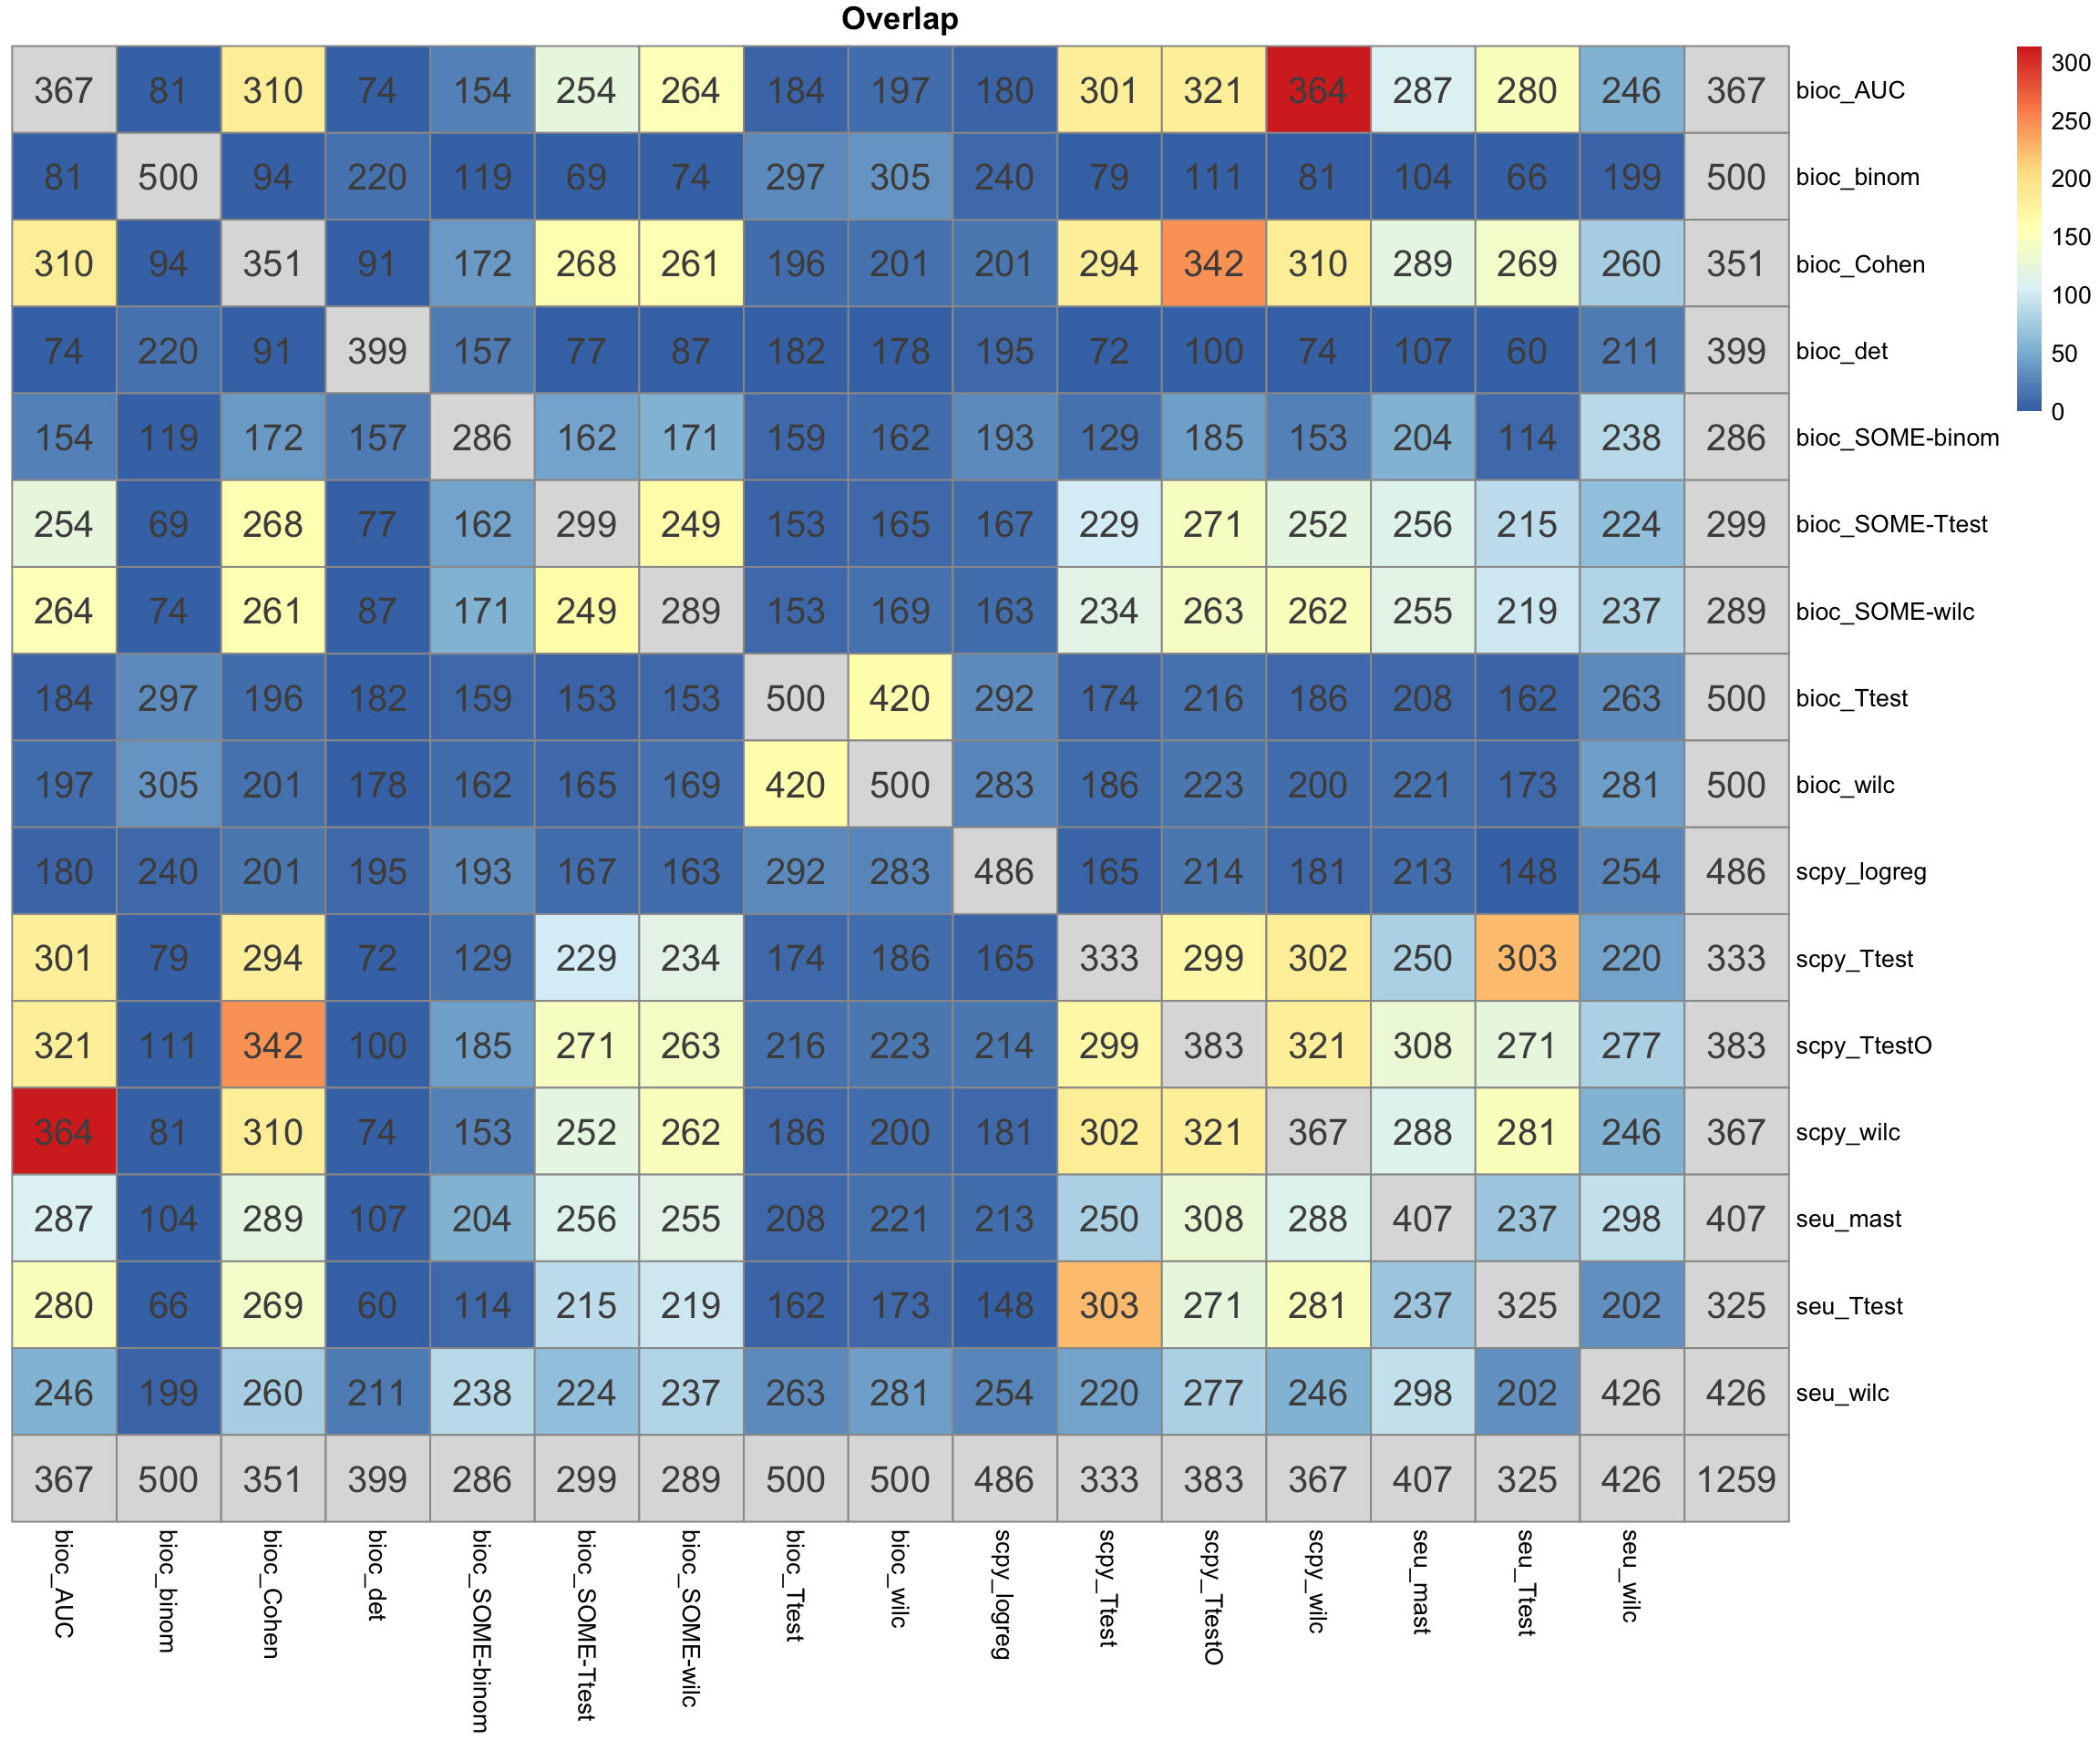 Overlap
367 81 310 74 154 254 264 184 197 180 301 321 364 287 280 246 367 bioc_AUC
81 500 94 220 119 69 74 297 305 240 79 111 81 104 66 199 500 bioc_binom
310 94 351 91 172 268 261 196 201 201 294 342 310 289 269 260 351 bioc_Cohen
74 220 91 399 157 77 87 182 178 195 72 100 74 107 60 211 399 bioc_det
154 119 172 157 286 162 171 159 162 193 129 185 153 204 114 238 286 bioc_SOME-binom
254 69 268 77 162 299 249 153 165 167 229 271 252 256 215 224 299 bioc_SOME-Ttest
264 74 261 87 171 249 289 153 169 163 234 263 262 255 219 237 289 bioc_SOME-wilc
184 297 196 182 159 153 153 500 420 292 174 216 186 208 162 263 500 bioc_Ttest
197 305 201 178 162 165 169 420 500 283 186 223 200 221 173 281 500 bioc_wilc
180 240 201 195 193 167 163 292 283 486 165 214 181 213 148 254 486 scpy_logreg
301 79 294 72 129 229 234 174 186 165 333 299 302 250 303 220 333 scpy_Ttest
321 111 342 100 185 271 263 216 223 214 299 383 321 308 271 277 383 scpy_TtestO
364 81 310 74 153 252 262 186 200 181 302 321 367 288 281 246 367 scpy_wilc
287 104 289 107 204 256 255 208 221 213 250 308 288 407 237 298 407 seu_mast
280 66 269 60 114 215 219 162 173 148 303 271 281 237 325 202 325 seu_Ttest
246 199 260 211 238 224 237 263 281 254 220 277 246 298 202 426 426 seu_wilc
367 500 351 399 286 299 289 500 500 486 333 383 367 407 325 426 1259
bioc_AUC
bioc_binom
bioc_Cohen
bioc_det
bioc_SOME-binom
bioc_SOME-Ttest
bioc_SOME-wilc
bioc_Ttest
bioc_wilc
scpy_logreg
scpy_Ttest
scpy_TtestO
scpy_wilc
seu_mast
seu_Ttest
seu_wilc
300
250
200
150
100
50
0